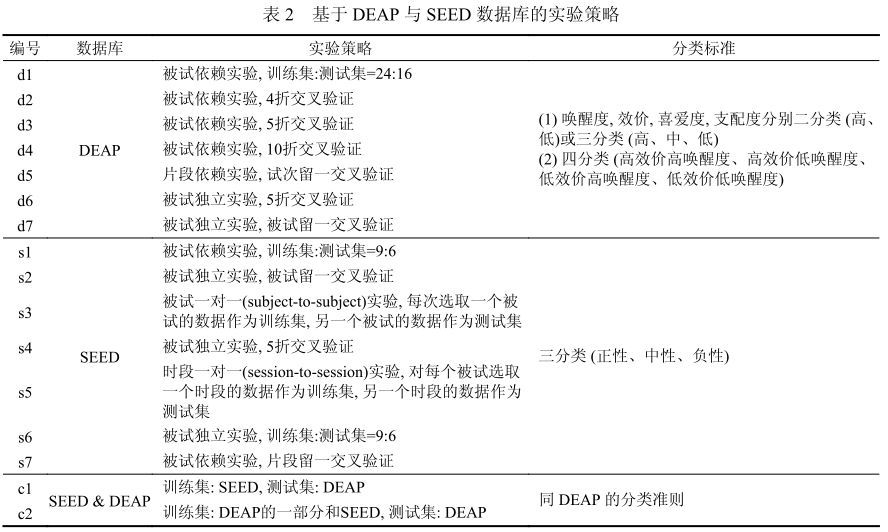 表 2 基于 DEAP 与 SEED 数据库的实验策略
编号 数据库 实验策略 分类标准
d1 被试依赖实验, 训练集:测试集=24:16
d2 被试依赖实验, 4折交叉验证
d3 被试依赖实验, 5折交叉验证
d4 被试依赖实验, 10折交叉验证
d5 片段依赖实验, 试次留一交叉验证
d6 被试独立实验, 5折交叉验证
d7 被试独立实验, 被试留一交叉验证
DEAP
(1) 唤醒度, 效价, 喜爱度, 支配度分别二分类 (高、
低)或三分类 (高、中、低)
(2) 四分类 (高效价高唤醒度、高效价低唤醒度、
低效价高唤醒度、低效价低唤醒度)
s1 被试依赖实验, 训练集:测试集=9:6
s2 被试独立实验, 被试留一交叉验证
s3 被试一对一(subject-to-subject)实验, 每次选取一个被
试的数据作为训练集, 另一个被试的数据作为测试集
s4 被试独立实验, 5折交叉验证
s5 时段一对一(session-to-session)实验, 对每个被试选取
一个时段的数据作为训练集, 另一个时段的数据作为
测试集
s6 被试独立实验, 训练集:测试集=9:6
s7 被试依赖实验, 片段留一交叉验证
SEED
三分类 (正性、中性、负性)
c1 训练集: SEED, 测试集: DEAP
c2 训练集: DEAP的一部分和SEED, 测试集: DEAP
SEED & DEAP
同 DEAP 的分类准则